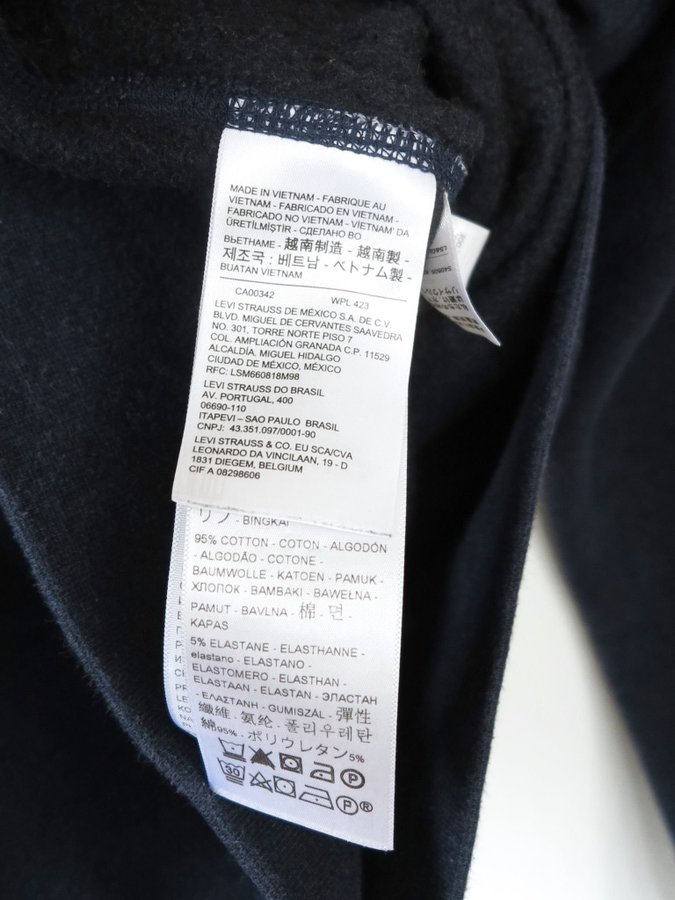 MADE IN VIETNAM - FABRIQUE AU
VIETNAM - FABRICADO EN VIETNAM -
FABRICADO NO VIETNAM - VİETNAM' DA
ÜRETİLMİŞTİR - СДЕЛАНО ВО
ВЬЕТНАМЕ - 越南制造 - 越南製 -
제조국 : 베트남 - ベトナム製 -
BUATAN VIETNAM
CA00342 WPL 423
LEVI STRAUSS DE MÉXICO S.A. DE C.V.
BLVD. MIGUEL DE CERVANTES SAAVEDRA
NO. 301, TORRE NORTE PISO 7
COL. AMPLIACIÓN GRANADA C.P. 11529
ALCALDÍA. MIGUEL HIDALGO
CIUDAD DE MÉXICO, MÉXICO
RFC: LSM660818M98
LEVI STRAUSS DO BRASIL
AV. PORTUGAL, 400
06690-110
ITAPEVI – SAO PAULO BRASIL
CNPJ: 43.351.097/0001-90
LEVI STRAUSS & CO. EU SCA/CVA
LEONARDO DA VINCILAAN, 19 - D
1831 DIEGEM, BELGIUM
CIF A 08298606
リブ - BINGKAI
95% COTTON - COTON - ALGODÓN
- ALGODÃO - COTONE -
BAUMWOLLE - KATOEN - PAMUK -
ХЛОПОК - BAMBAKI - BAWEŁNA -
PAMUT - BAVLNA - 棉 - 면 -
KAPAS
5% ELASTANE - ELASTHANNE -
elastano - ELASTANO -
ELASTOMERO - ELASTHAN -
ELASTAAN - ELASTAN - ЭЛАСТАН
- ΕΛΑΣΤΑΝΗ - GUMISZÁL - 彈性
纖維 - 氨纶 - 폴리우레탄
綿95% - ポリウレタン5%
30
P
P®